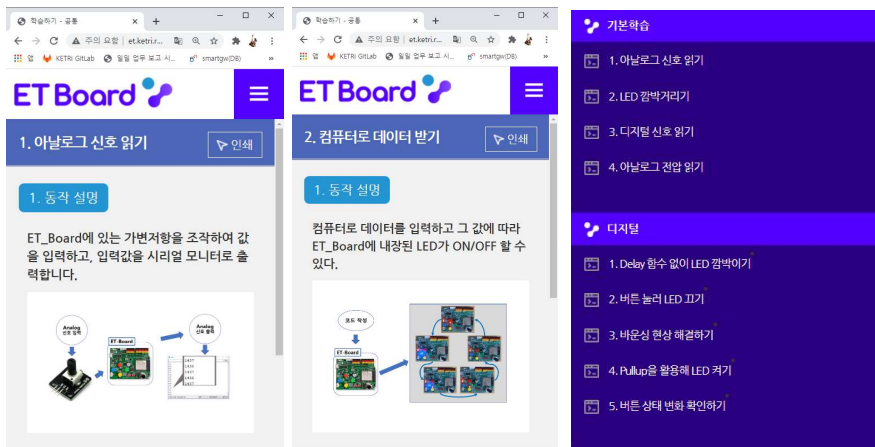 학습하기 - 공통
주의 요함 | et.ketri.r...
앱 KETRI GitLab 일일 업무 보고 시... smartgw(DB) »
ET Board
1. 아날로그 신호 읽기
인쇄
1. 동작 설명
ET_Board에 있는 가변저항을 조작하여 값
을 입력하고, 입력값을 시리얼 모니터로 출
력합니다.
Analog
신호 입력
ET-Board
Analog
신호 출력
학습하기 - 공통
주의 요함 | et.ketri.r...
앱 KETRI GitLab 일일 업무 보고 시... smartgw(DB) »
ET Board
2. 컴퓨터로 데이터 받기
인쇄
1. 동작 설명
컴퓨터로 데이터를 입력하고 그 값에 따라
ET_Board에 내장된 LED가 ON/OFF 할 수
있다.
코드 작성
ET-Board
기본학습
1. 아날로그 신호 읽기
2. LED 깜박거리기
3. 디지털 신호 읽기
4. 아날로그 전압 읽기
디지털
1. Delay 함수 없이 LED 깜박이기
2. 버튼 눌러 LED 끄기
3. 바운싱 현상 해결하기
4. Pullup을 활용해 LED 켜기
5. 버튼 상태 변화 확인하기